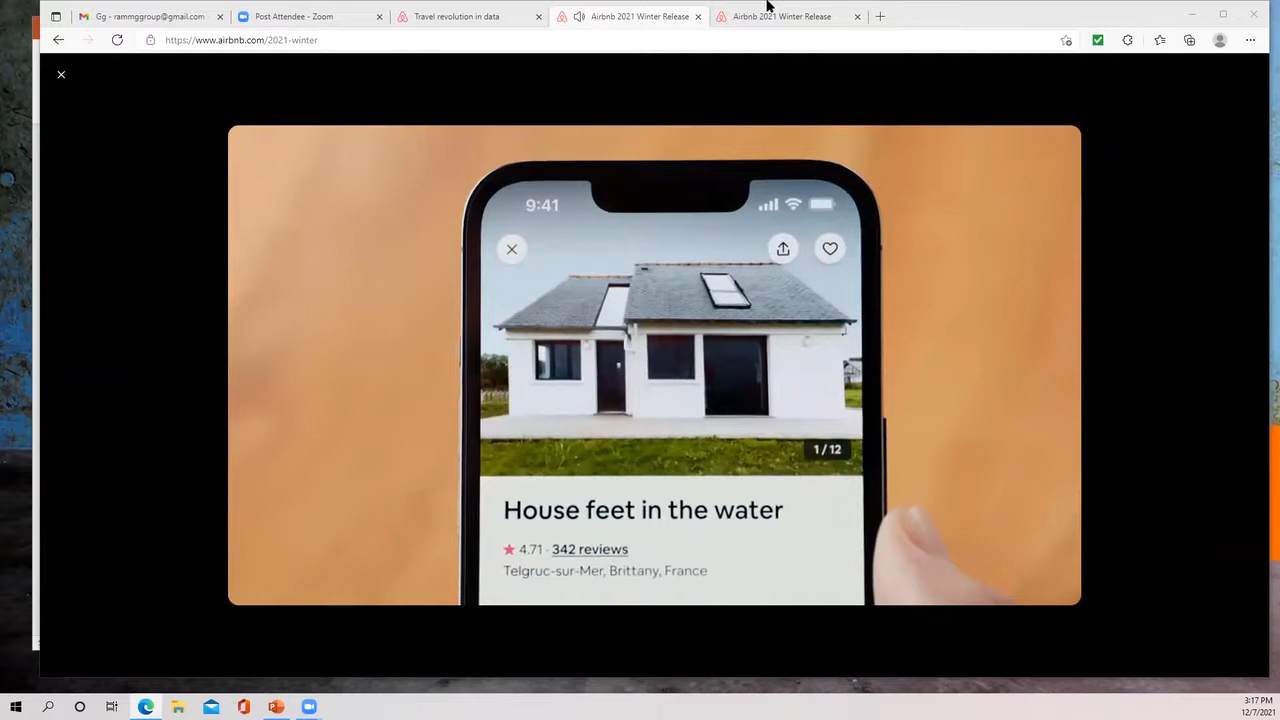 Gg - rammggroup@gmail.com
Post Attendee - Zoom
Travel revolution in data
Airbnb 2021 Winter Release
Airbnb 2021 Winter Release
https://www.airbnb.com/2021-winter
9:41
1 / 12
House feet in the water
4.71 · 342 reviews
Telgruc-sur-Mer, Brittany, France
3:17 PM
12/7/2021